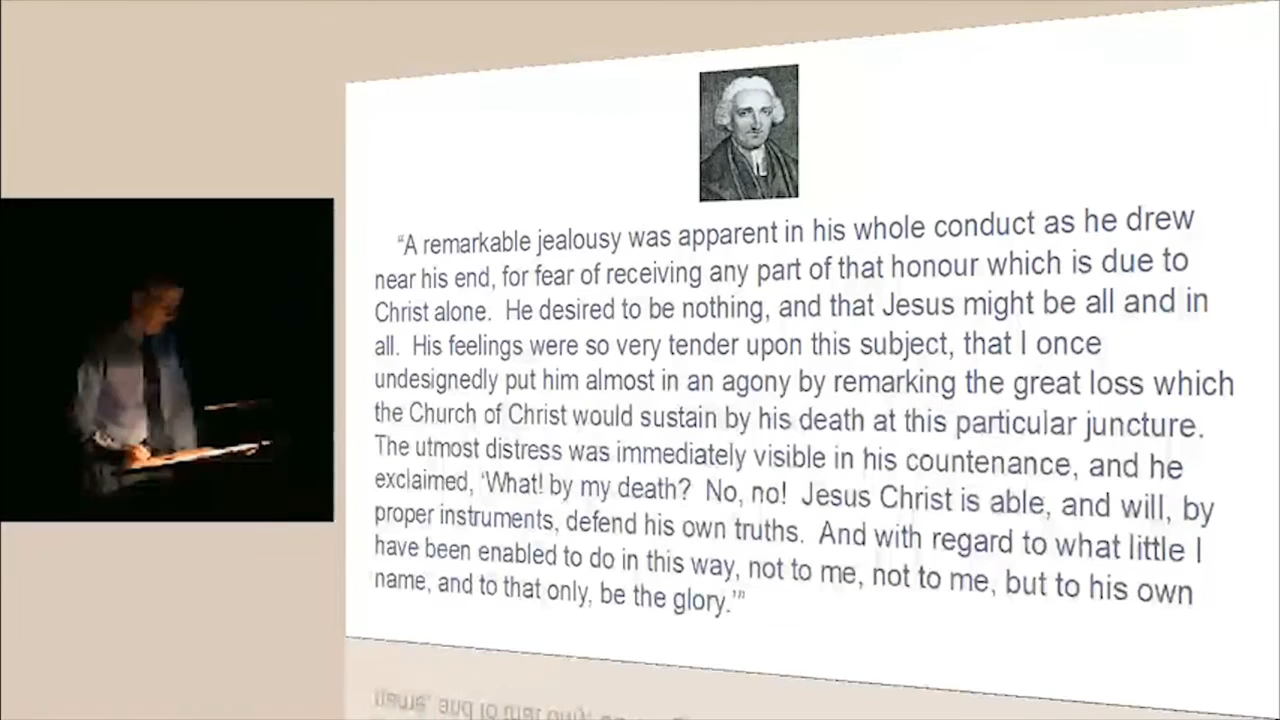 “A remarkable jealousy was apparent in his whole conduct as he drew
near his end, for fear of receiving any part of that honour which is due to
Christ alone.  He desired to be nothing, and that Jesus might be all and in
all.  His feelings were so very tender upon this subject, that I once
undesignedly put him almost in an agony by remarking the great loss which
the Church of Christ would sustain by his death at this particular juncture.
The utmost distress was immediately visible in his countenance, and he
exclaimed, ‘What! by my death?  No, no!  Jesus Christ is able, and will, by
proper instruments, defend his own truths.  And with regard to what little I
have been enabled to do in this way, not to me, not to me, but to his own
name, and to that only, be the glory.’”